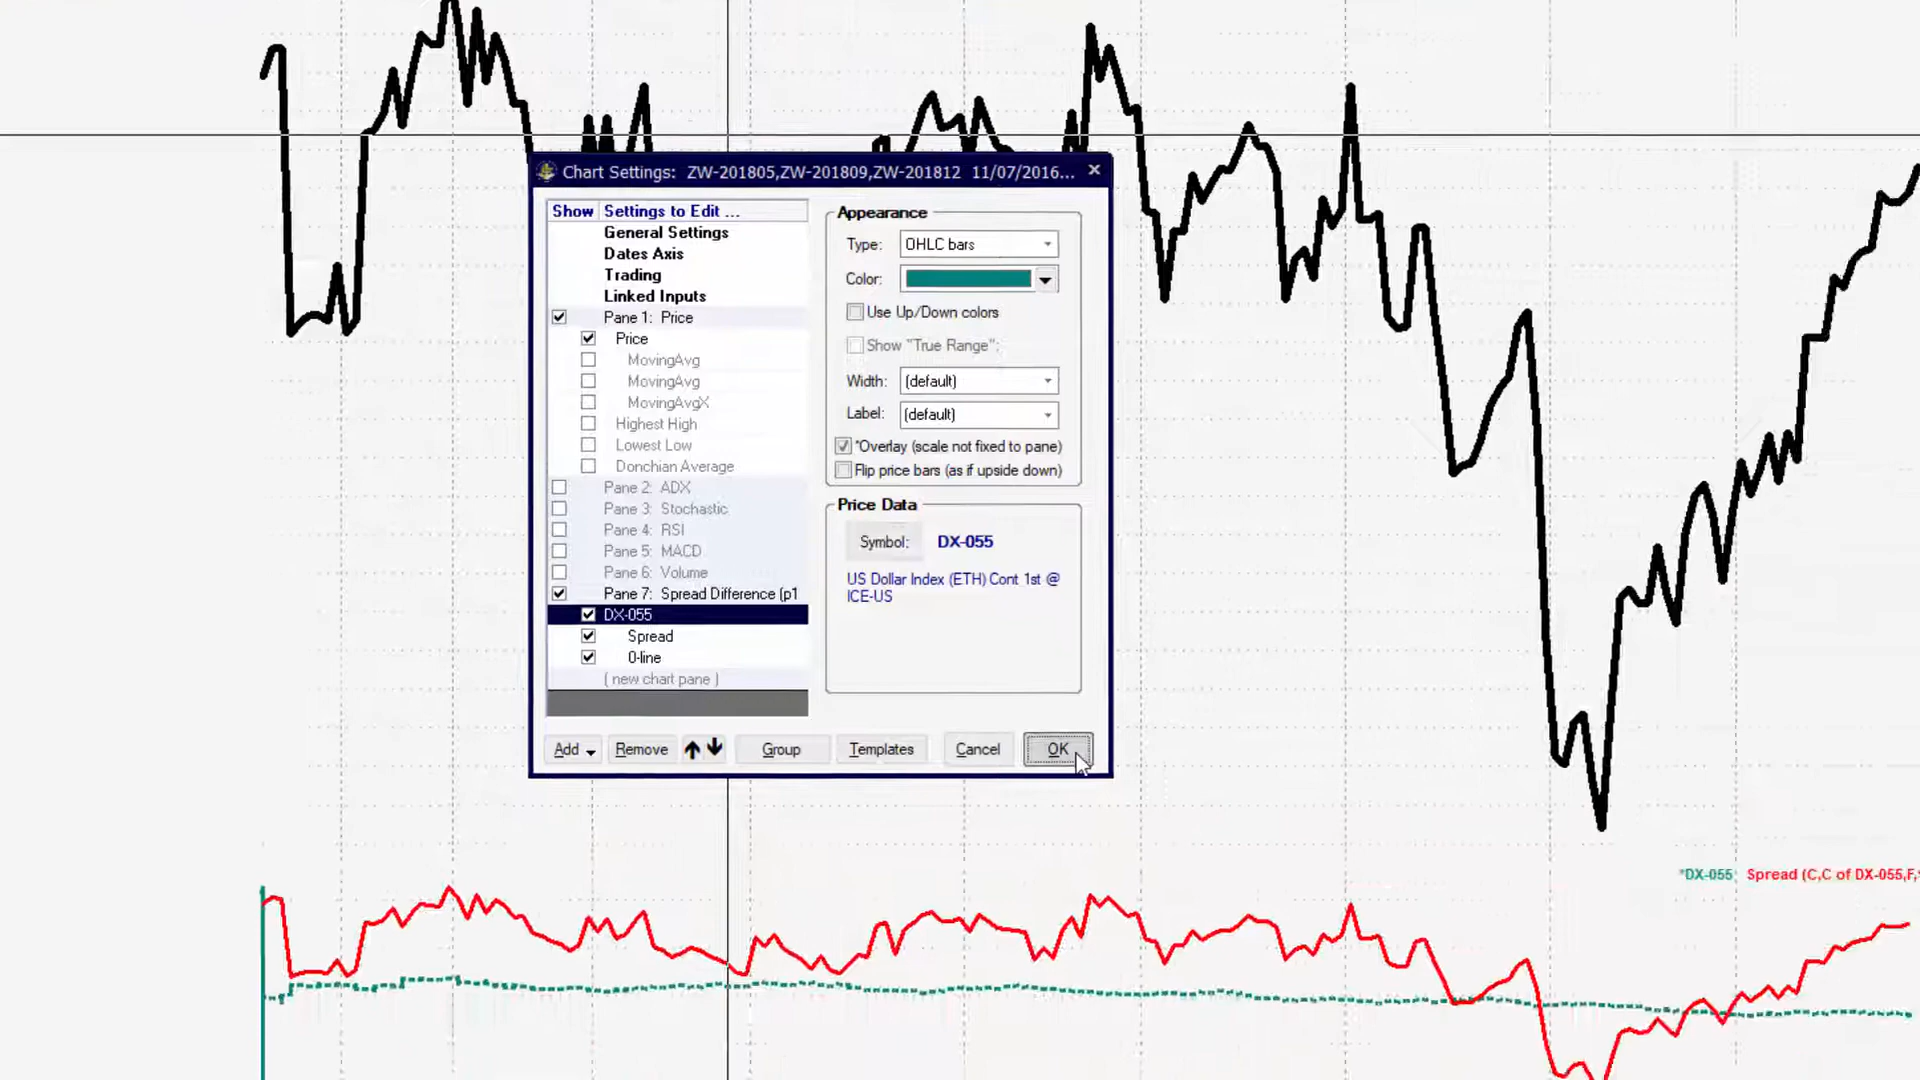 Chart Settings: ZW-201805,ZW-201809,ZW-201812 11/07/2016...
Show Settings to Edit ...
General Settings
Dates Axis
Trading
Linked Inputs
Pane 1: Price
Price
MovingAvg
MovingAvg
MovingAvgX
Highest High
Lowest Low
Donchian Average
Pane 2: ADX
Pane 3: Stochastic
Pane 4: RSI
Pane 5: MACD
Pane 6: Volume
Pane 7: Spread Difference (p1
DX-055
Spread
0-line
( new chart pane )
Appearance
Type: OHLC bars
Color:
Use Up/Down colors
Show "True Range":
Width: (default)
Label: (default)
*Overlay (scale not fixed to pane)
Flip price bars (as if upside down)
Price Data
Symbol: DX-055
US Dollar Index (ETH) Cont 1st @
ICE-US
Add Remove Group Templates Cancel OK
*DX-055 Spread (C,C of DX-055,F,